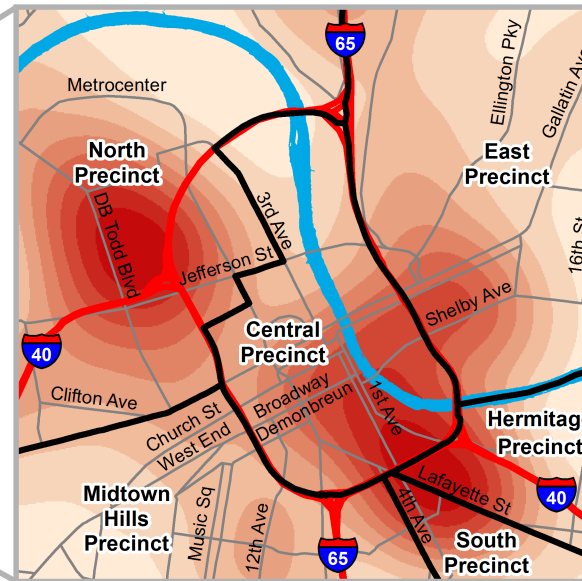 65
Ellington Pky
Gallatin Av
Metrocenter
North
Precinct
East
Precinct
DB Todd Blvd
3rd Ave
16th St
Jefferson St
Shelby Ave
Central
Precinct
40
Clifton Ave
Broadway
Demonbreun
1st Ave
Church St
West End
Hermitag
Precinct
Lafayette St
40
Midtown
Hills
Precinct
Music Sq
12th Ave
4th Ave
65
South
Precinct